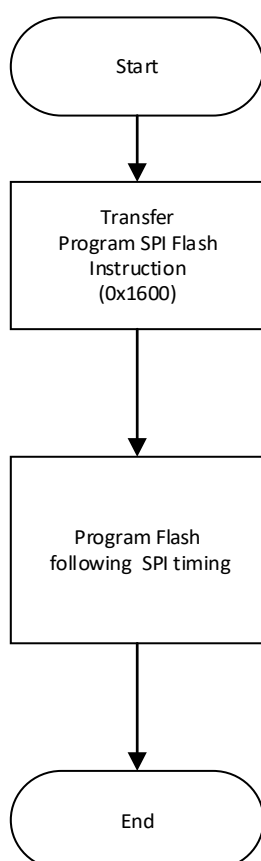 Start
Transfer
Program SPI Flash
Instruction
(0x1600)
Program Flash
following SPI timing
End